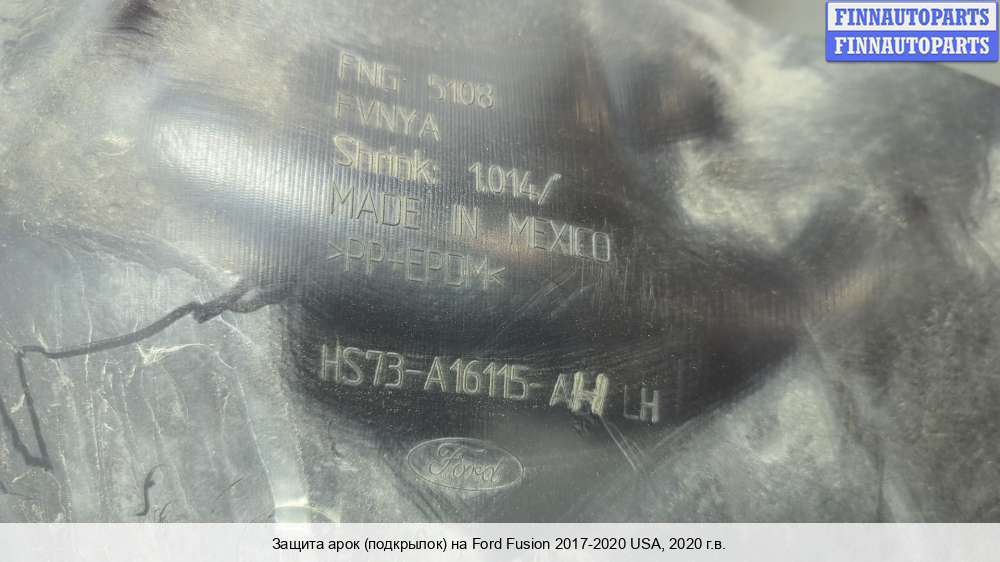 FINNAUTOPARTS
FINNAUTOPARTS
FNG: 5108
FVNYA
Shrink: 1.014/
MADE IN MEXICO
>PP+EPDM<
HS73-A16115-AH LH
Ford
Защита арок (подкрылок) на Ford Fusion 2017-2020 USA, 2020 г.в.